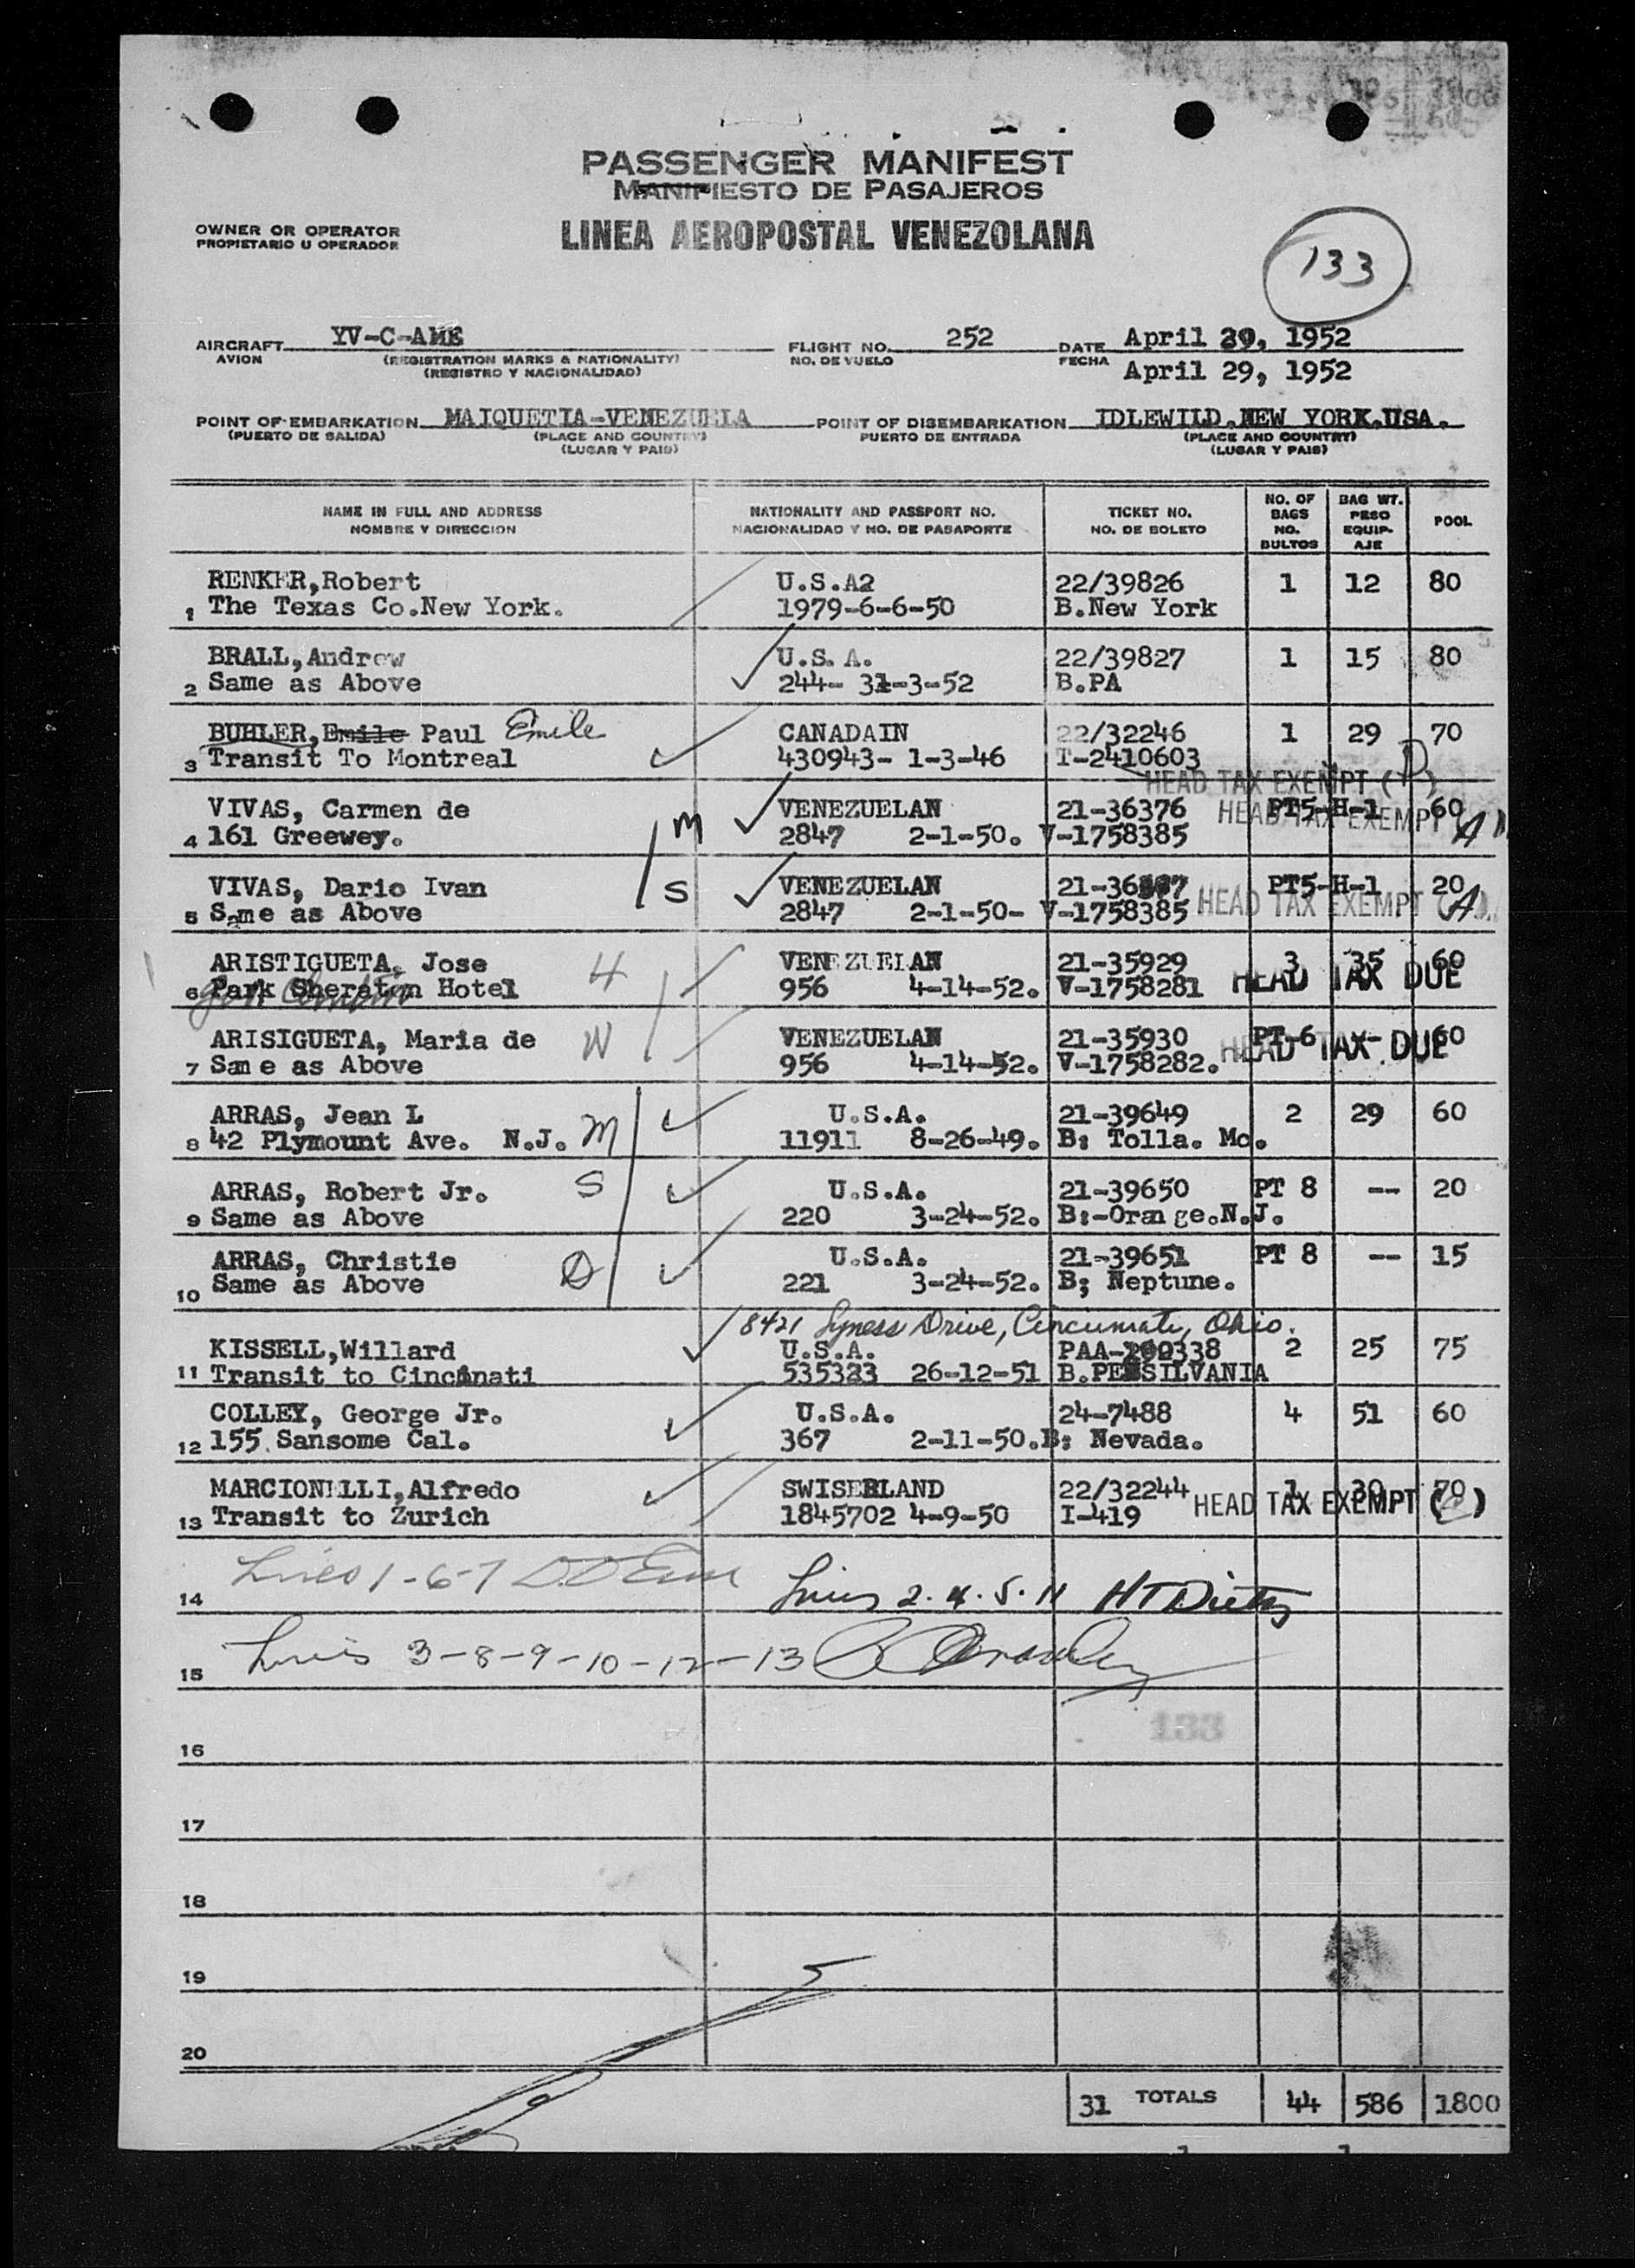 PASSENGER MANIFEST
MANIFIESTO DE PASAJEROS
OWNER OR OPERATOR
PROPIETARIO U OPERADOR
LINEA AEROPOSTAL VENEZOLANA
133
AIRCRAFT YV-C-AME FLIGHT NO. 252 DATE April 29, 1952
AVION (REGISTRATION MARKS & NATIONALITY) NO. DE VUELO FECHA April 29, 1952
(REGISTRO Y NACIONALIDAD)
POINT OF EMBARKATION MAIQUETIA-VENEZUELA POINT OF DISEMBARKATION IDLEWILD.NEW YORK.USA.
(PUERTO DE SALIDA) (PLACE AND COUNTRY) PUERTO DE ENTRADA (PLACE AND COUNTRY)
(LUGAR Y PAIS) (LUGAR Y PAIS)
NAME IN FULL AND ADDRESS NATIONALITY AND PASSPORT NO. TICKET NO. NO. OF BAGS BAG WT. POOL
NOMBRE Y DIRECCION NACIONALIDAD Y NO. DE PASAPORTE NO. DE BOLETO NO. BULTOS PESO EQUIP-AJE
RENKER,Robert U.S.A2 22/39826 1 12 80
1 The Texas Co.New York. 1979-6-6-50 B.New York
BRALL,Andrew U.S. A. 22/39827 1 15 80
2 Same as Above 244- 31-3-52 B.PA
BUHLER,Emile Paul Emile CANADAIN 22/32246 1 29 70
3 Transit To Montreal 430943- 1-3-46 T-2410603
HEAD TAX EXEMPT ( )
VIVAS, Carmen de M VENEZUELAN 21-36376 PT5-H-1 60
4 161 Greewey. 2847 2-1-50. V-1758385 HEAD TAX EXEMPT A
VIVAS, Dario Ivan S VENEZUELAN PT5-H-1 20
5 Same as Above 2847 2-1-50- V-1758385 HEAD TAX EXEMPT (A)
ARISTIGUETA, Jose H VENEZUELAN 21-35929 3 35 60
6 Park Sheraton Hotel 956 4-14-52. V-1758281 HEAD TAX DUE
ARISIGUETA, Maria de W VENEZUELAN 21-35930 PT-6 -- 60
7 Same as Above 956 4-14-52. V-1758282. HEAD TAX DUE
ARRAS, Jean L U.S.A. 21-39649 2 29 60
8 42 Plymount Ave. N.J. M 11911 8-26-49. B: Tolla. Mo.
ARRAS, Robert Jr. S U.S.A. 21-39650 PT 8 -- 20
9 Same as Above 220 3-24-52. B:-Orange.N.J.
ARRAS, Christie D U.S.A. 21-39651 PT 8 -- 15
10 Same as Above 221 3-24-52. B; Neptune.
8421 Lyness Drive, Cincinnati, Ohio.
KISSELL,Willard U.S.A. 2 25 75
11 Transit to Cincinati 535323 26-12-51 B.PENSILVANIA
COLLEY, George Jr. U.S.A. 24-7488 4 51 60
12 155 Sansome Cal. 367 2-11-50.B: Nevada.
MARCIONELLI,Alfredo SWISERLAND 22/32244 1 30 70
13 Transit to Zurich 1845702 4-9-50 I-419 HEAD TAX EXEMPT (C)
14 Lines 1-6-7 Lines 2.4.5.11
15 Lines 3-8-9-10-12-13
133
16
17
18
19
20
31 TOTALS 44 586 1800